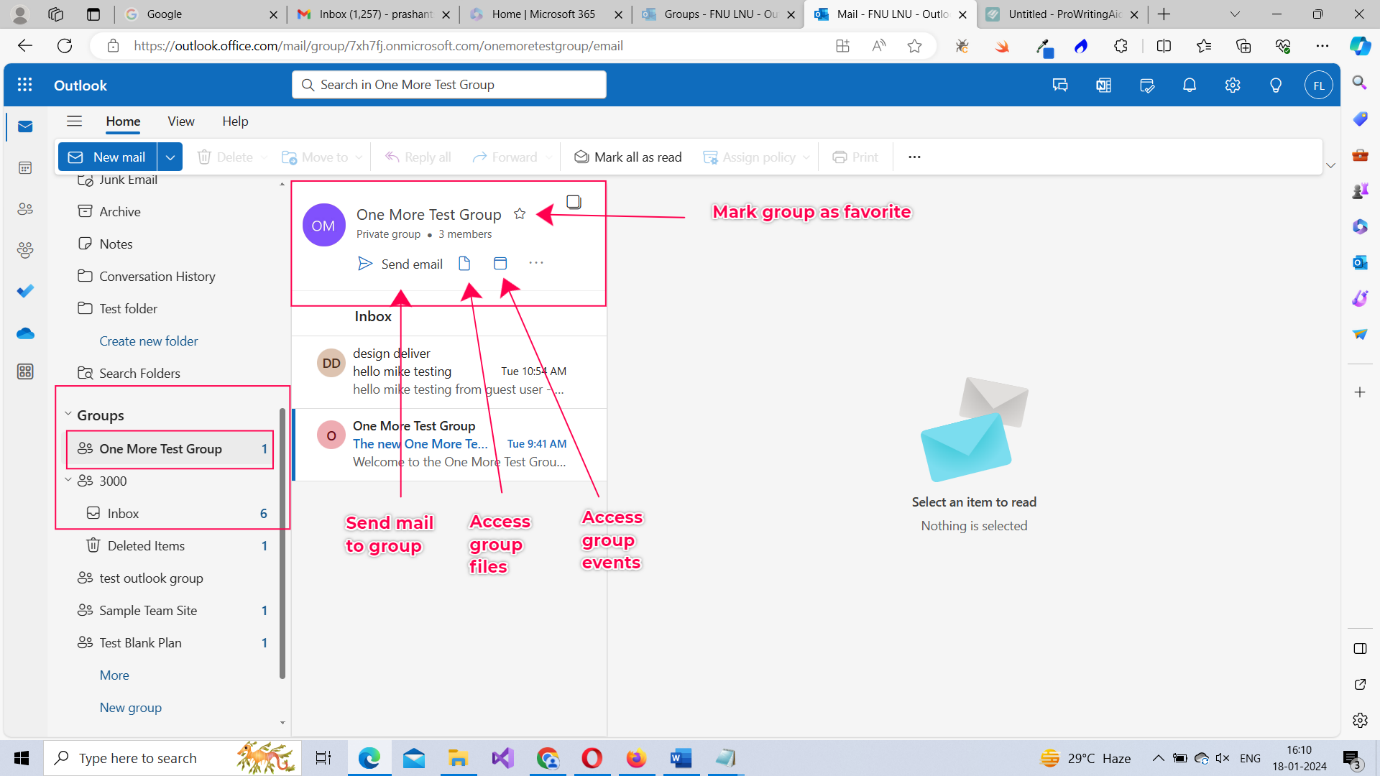 Google
Inbox (1,257) - prashant
Home | Microsoft 365
Groups - FNU LNU - Ou
Mail - FNU LNU - Outlo
Untitled - ProWritingAid
https://outlook.office.com/mail/group/7xh7fj.onmicrosoft.com/onemoretestgroup/email
Outlook
Search in One More Test Group
FL
Home
View
Help
New mail
Delete
Move to
Reply all
Forward
Mark all as read
Assign policy
Print
Junk Email
Archive
Notes
Conversation History
Test folder
Create new folder
Search Folders
Groups
One More Test Group 1
3000
Inbox 6
Deleted Items 1
test outlook group
Sample Team Site 1
Test Blank Plan 1
More
New group
OM
One More Test Group
Private group • 3 members
Send email
Inbox
DD
design deliver
hello mike testing Tue 10:54 AM
hello mike testing from guest user -...
O
One More Test Group
The new One More Te... Tue 9:41 AM
Welcome to the One More Test Grou...
Mark group as favorite
Send mail
to group
Access
group
files
Access
group
events
Select an item to read
Nothing is selected
Type here to search
29°C Haze
ENG
16:10
18-01-2024
3